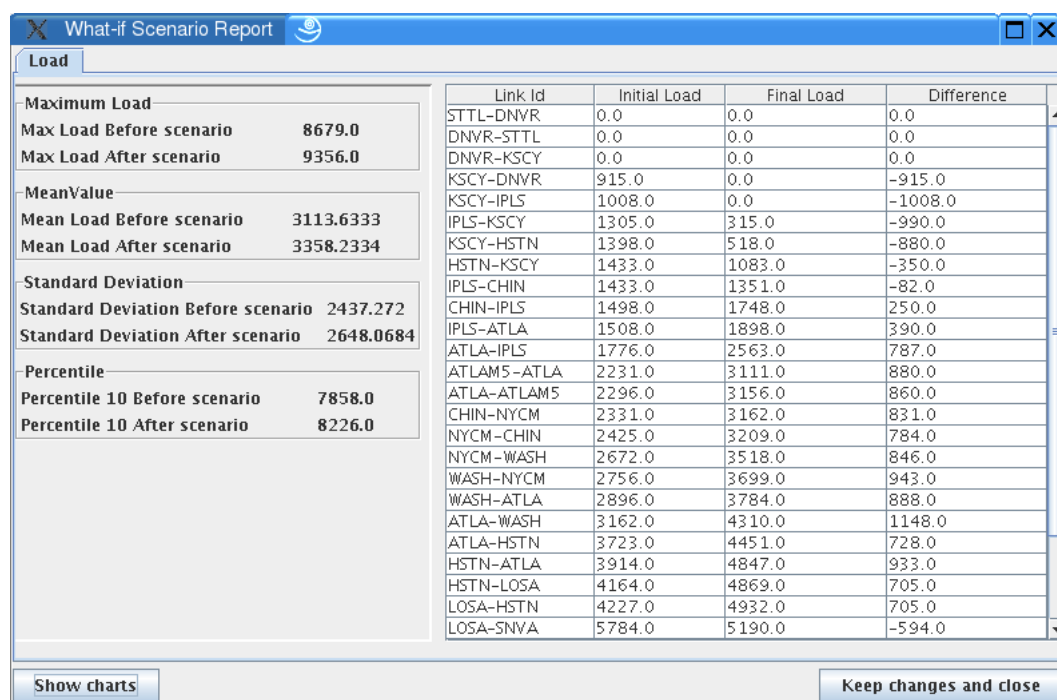 What-if Scenario Report
Load
Maximum Load
Max Load Before scenario 8679.0
Max Load After scenario 9356.0
MeanValue
Mean Load Before scenario 3113.6333
Mean Load After scenario 3358.2334
Standard Deviation
Standard Deviation Before scenario 2437.272
Standard Deviation After scenario 2648.0684
Percentile
Percentile 10 Before scenario 7858.0
Percentile 10 After scenario 8226.0
Link Id Initial Load Final Load Difference
STTL-DNVR 0.0 0.0 0.0
DNVR-STTL 0.0 0.0 0.0
DNVR-KSCY 0.0 0.0 0.0
KSCY-DNVR 915.0 0.0 -915.0
KSCY-IPLS 1008.0 0.0 -1008.0
IPLS-KSCY 1305.0 315.0 -990.0
KSCY-HSTN 1398.0 518.0 -880.0
HSTN-KSCY 1433.0 1083.0 -350.0
IPLS-CHIN 1433.0 1351.0 -82.0
CHIN-IPLS 1498.0 1748.0 250.0
IPLS-ATLA 1508.0 1898.0 390.0
ATLA-IPLS 1776.0 2563.0 787.0
ATLAM5-ATLA 2231.0 3111.0 880.0
ATLA-ATLAM5 2296.0 3156.0 860.0
CHIN-NYCM 2331.0 3162.0 831.0
NYCM-CHIN 2425.0 3209.0 784.0
NYCM-WASH 2672.0 3518.0 846.0
WASH-NYCM 2756.0 3699.0 943.0
WASH-ATLA 2896.0 3784.0 888.0
ATLA-WASH 3162.0 4310.0 1148.0
ATLA-HSTN 3723.0 4451.0 728.0
HSTN-ATLA 3914.0 4847.0 933.0
HSTN-LOSA 4164.0 4869.0 705.0
LOSA-HSTN 4227.0 4932.0 705.0
LOSA-SNVA 5784.0 5190.0 -594.0
Show charts
Keep changes and close